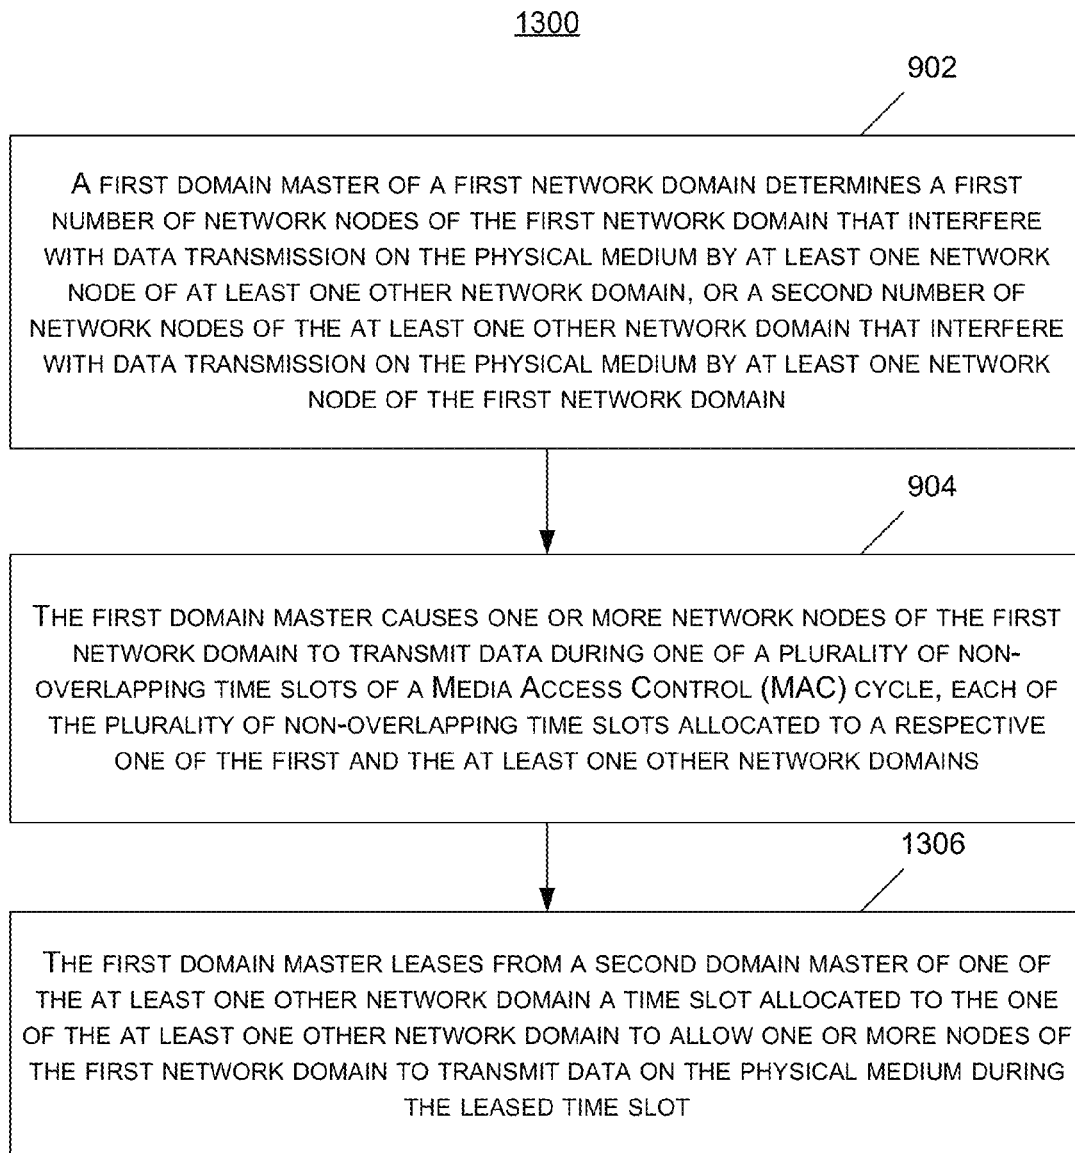 1300
902
A FIRST DOMAIN MASTER OF A FIRST NETWORK DOMAIN DETERMINES A FIRST
NUMBER OF NETWORK NODES OF THE FIRST NETWORK DOMAIN THAT INTERFERE
WITH DATA TRANSMISSION ON THE PHYSICAL MEDIUM BY AT LEAST ONE NETWORK
NODE OF AT LEAST ONE OTHER NETWORK DOMAIN, OR A SECOND NUMBER OF
NETWORK NODES OF THE AT LEAST ONE OTHER NETWORK DOMAIN THAT INTERFERE
WITH DATA TRANSMISSION ON THE PHYSICAL MEDIUM BY AT LEAST ONE NETWORK
NODE OF THE FIRST NETWORK DOMAIN
904
THE FIRST DOMAIN MASTER CAUSES ONE OR MORE NETWORK NODES OF THE FIRST
NETWORK DOMAIN TO TRANSMIT DATA DURING ONE OF A PLURALITY OF NON-
OVERLAPPING TIME SLOTS OF A MEDIA ACCESS CONTROL (MAC) CYCLE, EACH OF
THE PLURALITY OF NON-OVERLAPPING TIME SLOTS ALLOCATED TO A RESPECTIVE
ONE OF THE FIRST AND THE AT LEAST ONE OTHER NETWORK DOMAINS
1306
THE FIRST DOMAIN MASTER LEASES FROM A SECOND DOMAIN MASTER OF ONE OF
THE AT LEAST ONE OTHER NETWORK DOMAIN A TIME SLOT ALLOCATED TO THE ONE
OF THE AT LEAST ONE OTHER NETWORK DOMAIN TO ALLOW ONE OR MORE NODES OF
THE FIRST NETWORK DOMAIN TO TRANSMIT DATA ON THE PHYSICAL MEDIUM DURING
THE LEASED TIME SLOT